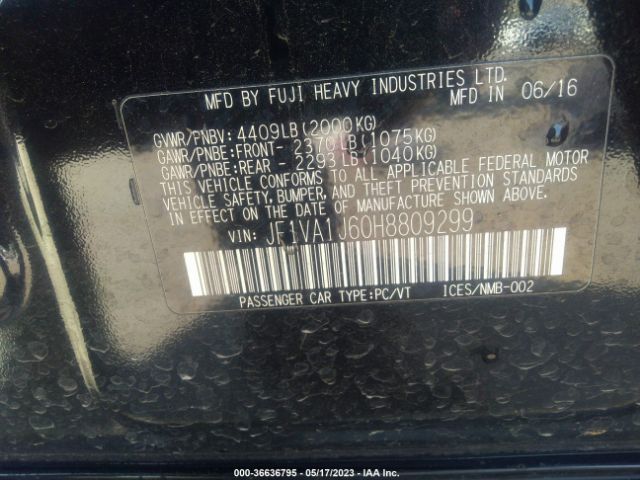 MFD BY FUJI HEAVY INDUSTRIES LTD.
MFD IN 06/16
GVWR/PNBV: 4409LB(2000KG)
GAWR/PNBE:FRONT- (1075KG)
GAWR/PNBE:REAR - (1040KG)
THIS VEHICLE CONFORMS TO ALL APPLICABLE FEDERAL MOTOR
VEHICLE SAFETY, BUMPER, AND THEFT PREVENTION STANDARDS
IN EFFECT ON THE DATE OF MANUFACTURE SHOWN ABOVE.
VIN: JF1VA1J60H8809299
PASSENGER CAR TYPE:PC/VT ICES/NMB-002
000-36636795 - 05/17/2023 - IAA Inc.